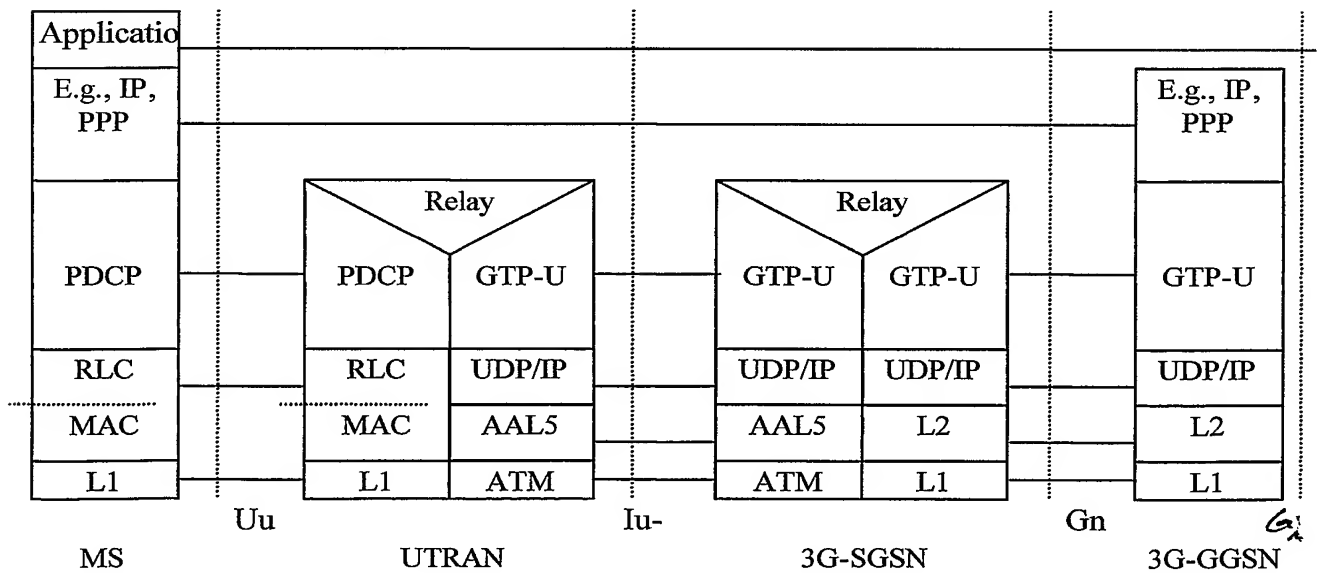 Applicatio
E.g., IP, PPP E.g., IP, PPP
Relay Relay
PDCP PDCP GTP-U GTP-U GTP-U GTP-U
RLC RLC UDP/IP UDP/IP UDP/IP UDP/IP
MAC MAC AAL5 AAL5 L2 L2
L1 L1 ATM ATM L1 L1
Uu Iu- Gn
MS UTRAN 3G-SGSN 3G-GGSN